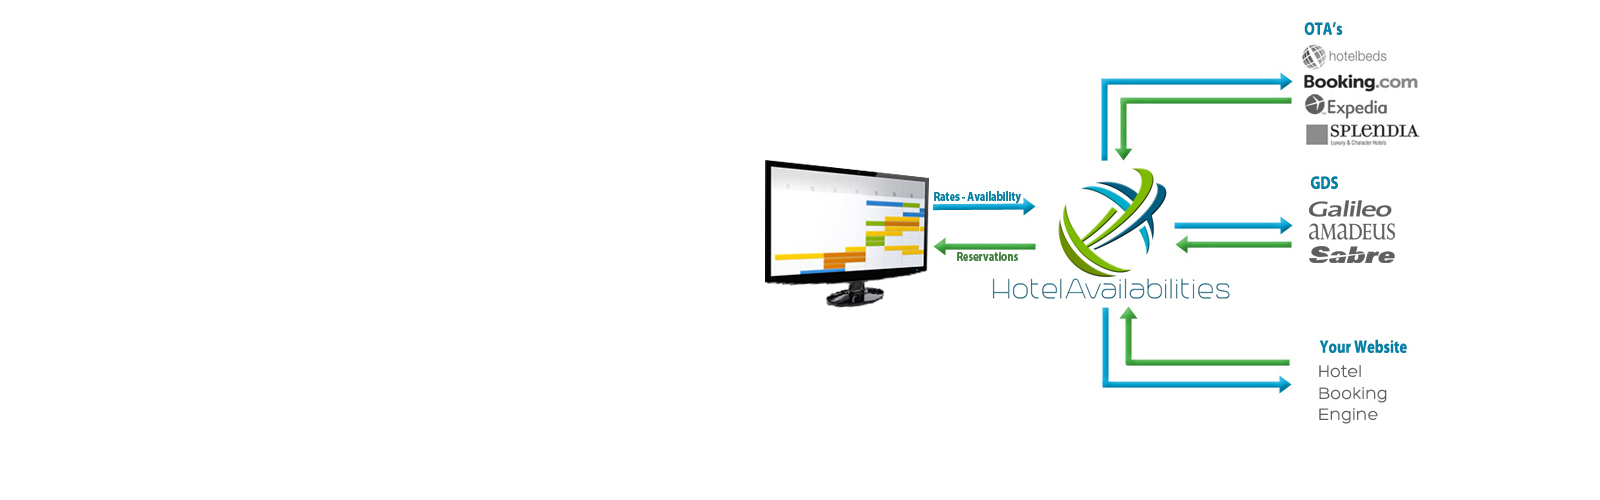 OTA's
hotelbeds
Booking.com
Expedia
SPLENDIA
Luxury & Character Hotels
Rates - Availability
Reservations
HotelAvailabilities
GDS
Galileo
AMADEUS
Sabre
Your Website
Hotel
Booking
Engine